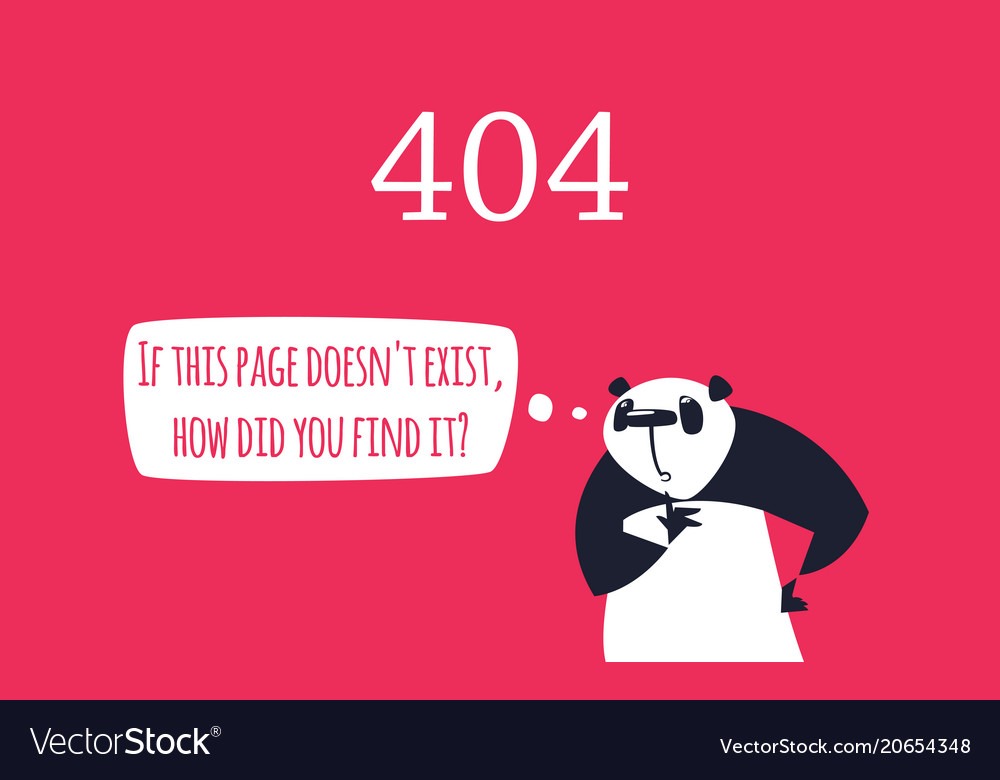 404
If this page doesn't exist,
how did you find it?
VectorStock®
VectorStock.com/20654348